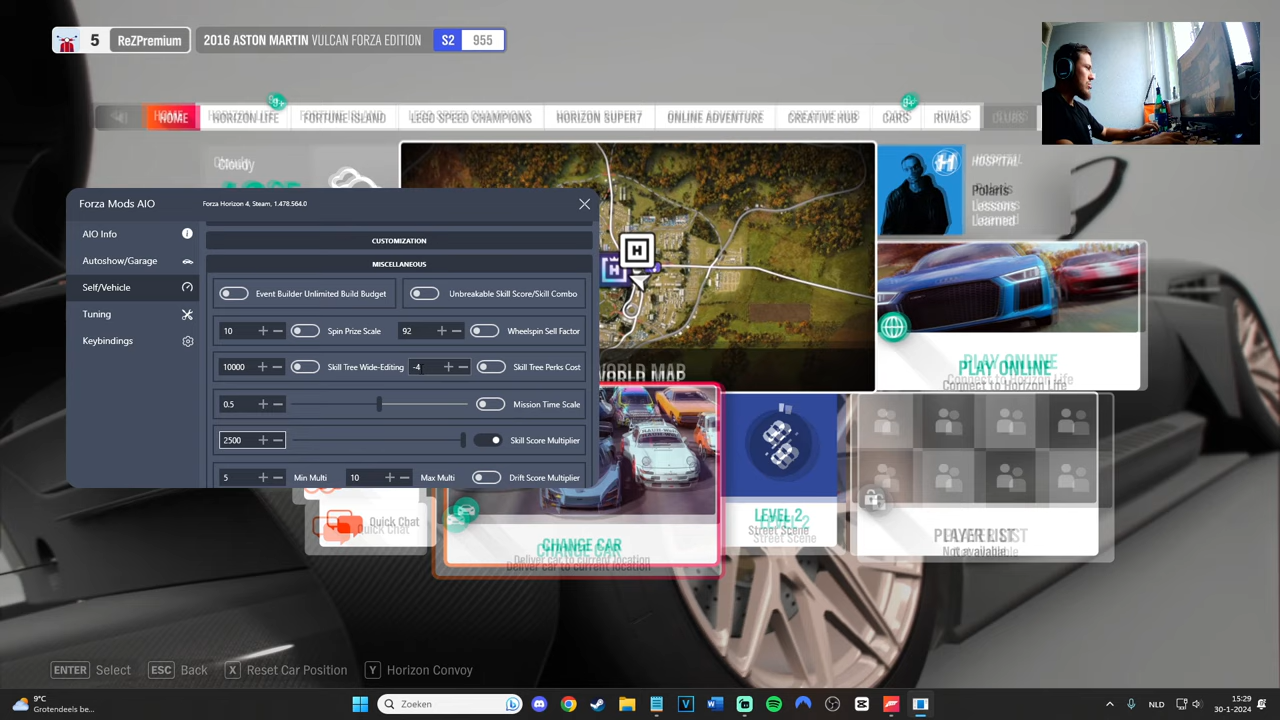 5 ReZPremium 2016 ASTON MARTIN VULCAN FORZA EDITION S2 955
HOME HORIZON LIFE FORTUNE ISLAND LEGO SPEED CHAMPIONS HORIZON SUPER7 ONLINE ADVENTURE CREATIVE HUB CARS RIVALS CLUBS
9+ 9+
Cloudy
HOSPITAL
Polaris
Lessons
Learned
Forza Mods AIO Forza Horizon 4, Steam, 1.478.564.0
AIO Info
Autoshow/Garage
Self/Vehicle
Tuning
Keybindings
CUSTOMIZATION
MISCELLANEOUS
Event Builder Unlimited Build Budget Unbreakable Skill Score/Skill Combo
10 + − Spin Prize Scale 92 + − Wheelspin Sell Factor
10000 + − Skill Tree Wide-Editing -4 + − Skill Tree Perks Cost
0.5 + − Mission Time Scale
2500 + − Skill Score Multiplier
5 + − Min Multi 10 + − Max Multi Drift Score Multiplier
H
H
WORLD MAP
PLAY ONLINE
Connect to Horizon Life
Quick Chat
CHANGE CAR
Deliver car to current location
LEVEL 2
Street Scene
PLAYER LIST
Not available
ENTER Select ESC Back X Reset Car Position Y Horizon Convoy
9°C
Grotendeels be...
Zoeken
NLD
15:29
30-1-2024